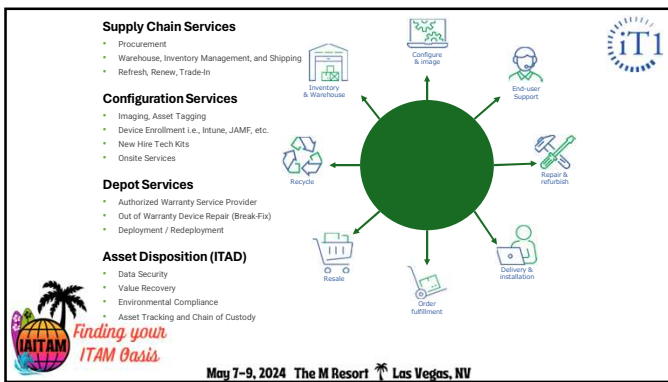 Supply Chain Services
• Procurement
• Warehouse, Inventory Management, and Shipping
• Refresh, Renew, Trade-In
Configuration Services
• Imaging, Asset Tagging
• Device Enrollment i.e., Intune, JAMF, etc.
• New Hire Tech Kits
• Onsite Services
Depot Services
• Authorized Warranty Service Provider
• Out of Warranty Device Repair (Break-Fix)
• Deployment / Redeployment
Asset Disposition (ITAD)
• Data Security
• Value Recovery
• Environmental Compliance
• Asset Tracking and Chain of Custody
Configure
& image
End-user
Support
Repair &
refurbish
Delivery &
installation
Order
fulfillment
Resale
Recycle
Inventory
& Warehouse
iT1
IAITAM
Finding your
ITAM Oasis
May 7-9, 2024 The M Resort Las Vegas, NV